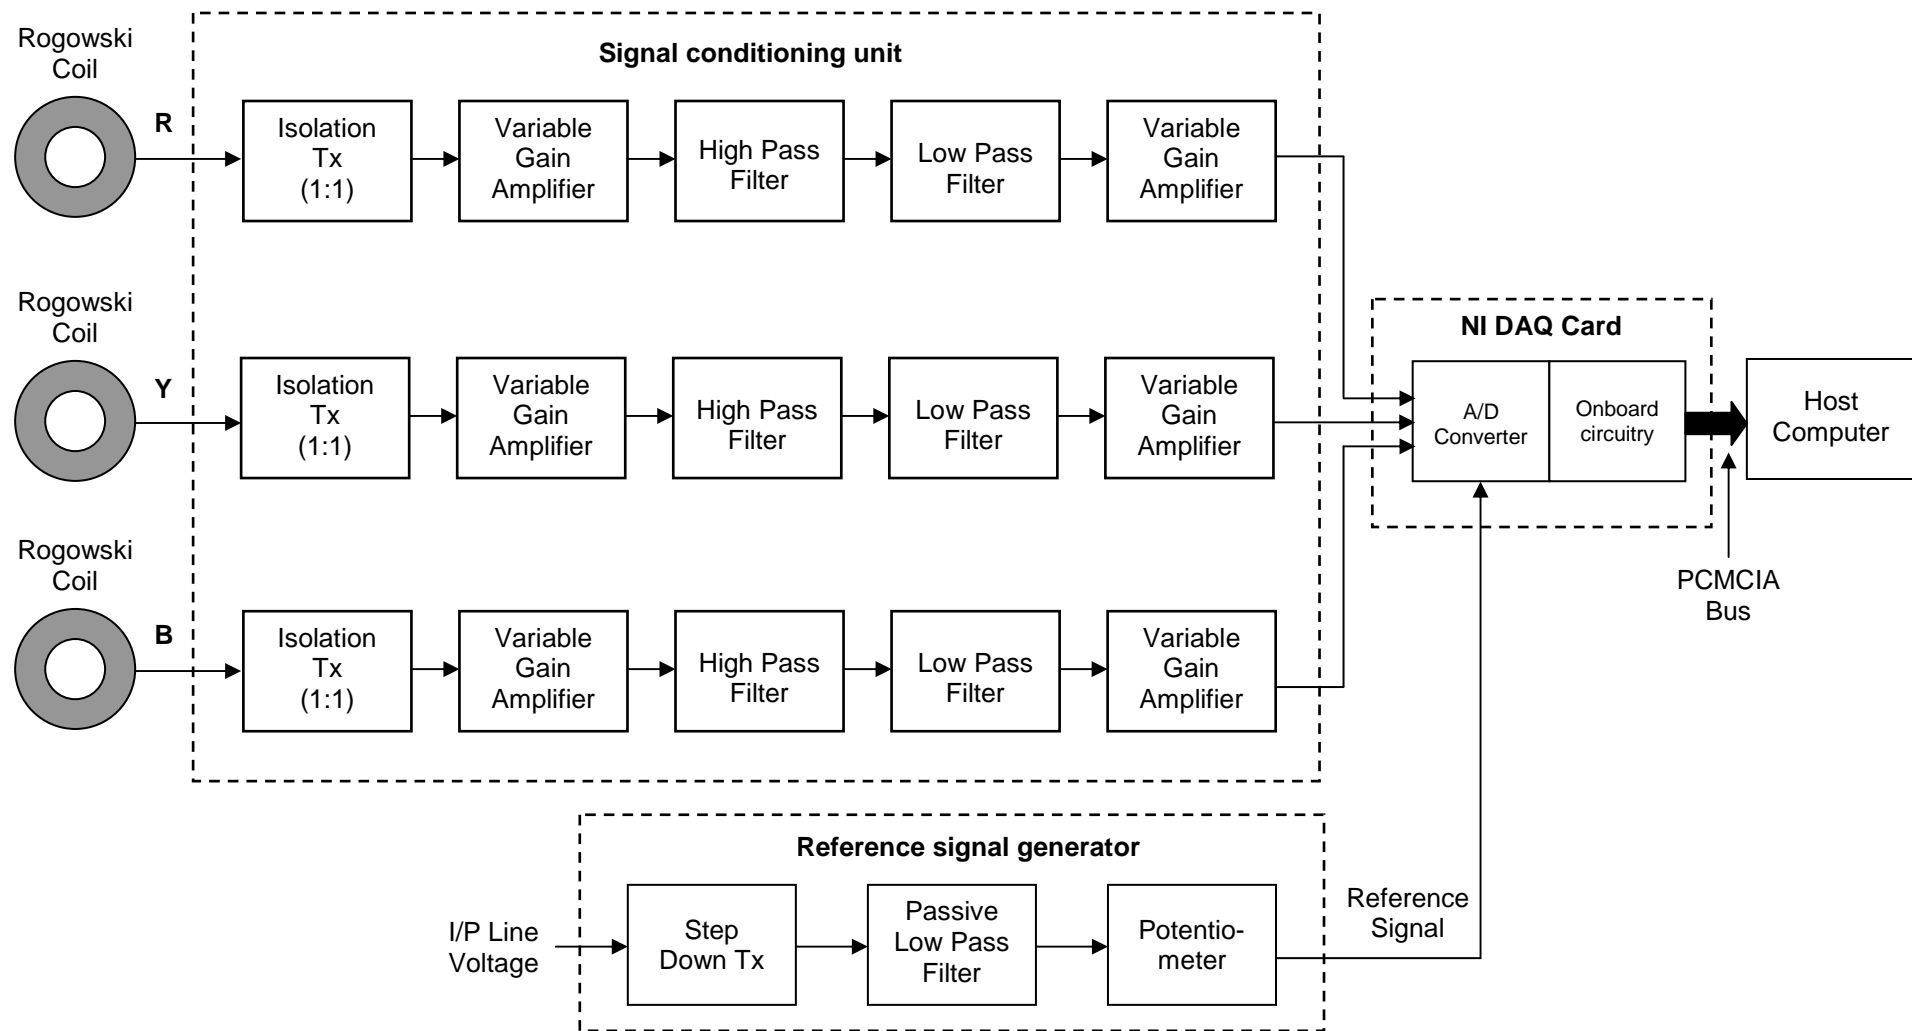 Signal conditioning unit
Rogowski
Coil
R
Isolation
Tx
(1:1)
Variable
Gain
Amplifier
High Pass
Filter
Low Pass
Filter
Variable
Gain
Amplifier
Rogowski
Coil
Y
Isolation
Tx
(1:1)
Variable
Gain
Amplifier
High Pass
Filter
Low Pass
Filter
Variable
Gain
Amplifier
NI DAQ Card
A/D
Converter
Onboard
circuitry
Host
Computer
PCMCIA
Bus
Rogowski
Coil
B
Isolation
Tx
(1:1)
Variable
Gain
Amplifier
High Pass
Filter
Low Pass
Filter
Variable
Gain
Amplifier
Reference signal generator
I/P Line
Voltage
Step
Down Tx
Passive
Low Pass
Filter
Potentio-
meter
Reference
Signal